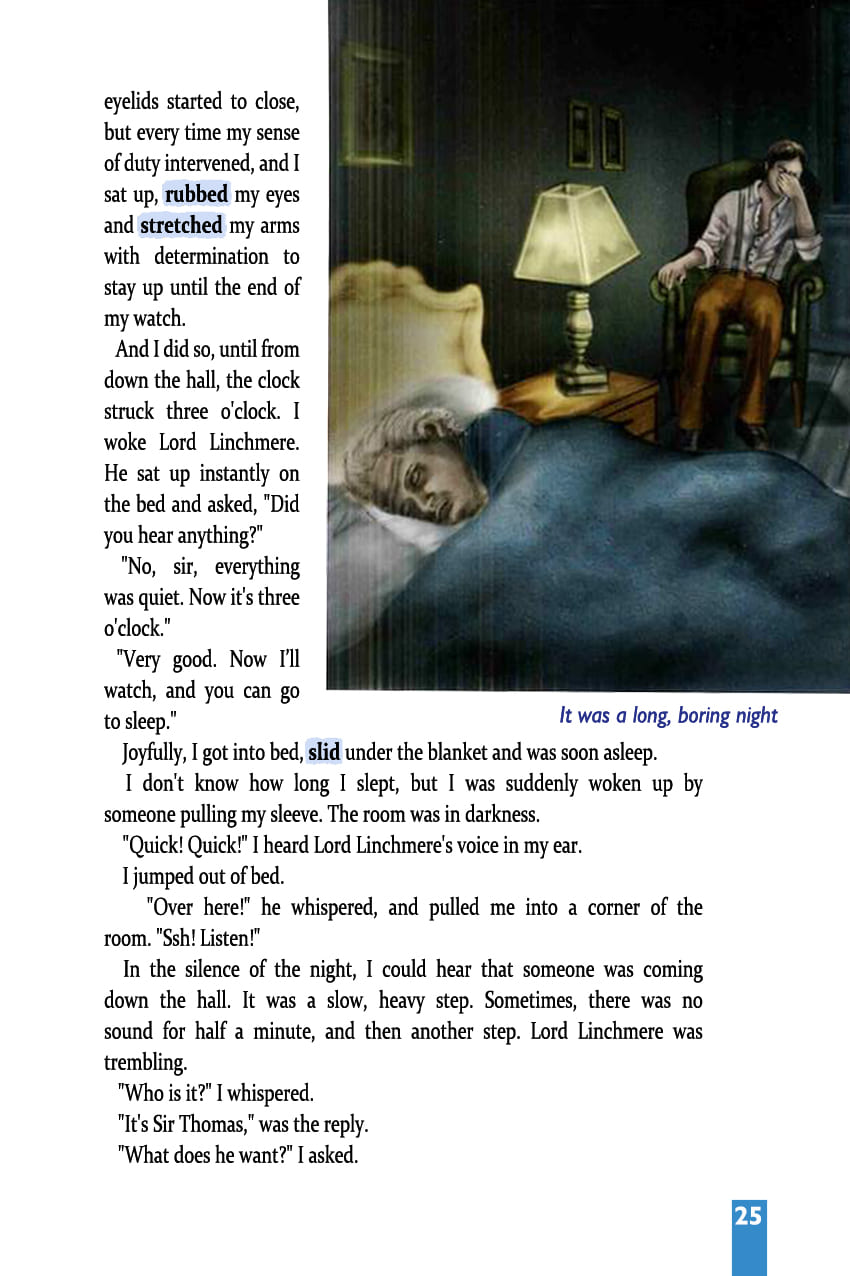 eyelids started to close,
but every time my sense
of duty intervened, and I
sat up, rubbed my eyes
and stretched my arms
with determination to
stay up until the end of
my watch.
And I did so, until from
down the hall, the clock
struck three o'clock. I
woke Lord Linchmere.
He sat up instantly on
the bed and asked, "Did
you hear anything?"
"No, sir, everything
was quiet. Now it's three
o'clock."
"Very good. Now I’ll
watch, and you can go
to sleep."
It was a long, boring night
Joyfully, I got into bed, slid under the blanket and was soon asleep.
I don't know how long I slept, but I was suddenly woken up by
someone pulling my sleeve. The room was in darkness.
"Quick! Quick!" I heard Lord Linchmere's voice in my ear.
I jumped out of bed.
"Over here!" he whispered, and pulled me into a corner of the
room. "Ssh! Listen!"
In the silence of the night, I could hear that someone was coming
down the hall. It was a slow, heavy step. Sometimes, there was no
sound for half a minute, and then another step. Lord Linchmere was
trembling.
"Who is it?" I whispered.
"It's Sir Thomas," was the reply.
"What does he want?" I asked.
25